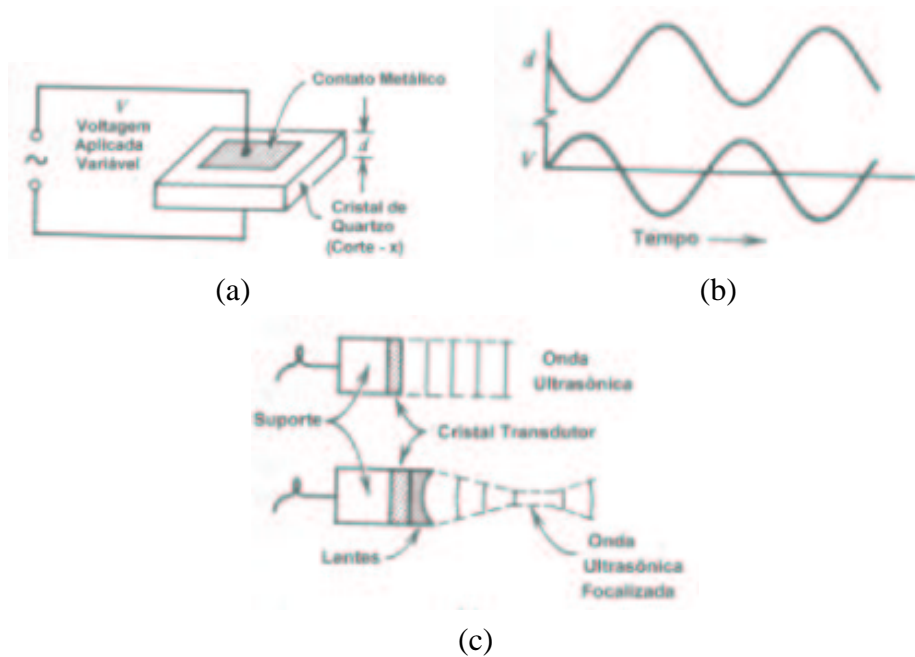 Contato Metálico
V
Voltagem
Aplicada
Variável
~
d
Cristal de
Quartzo
(Corte - x)
(a)
d
V
Tempo
(b)
Onda
Ultrasônica
Suporte
Cristal Transdutor
Lentes
Onda
Ultrasônica
Focalizada
(c)